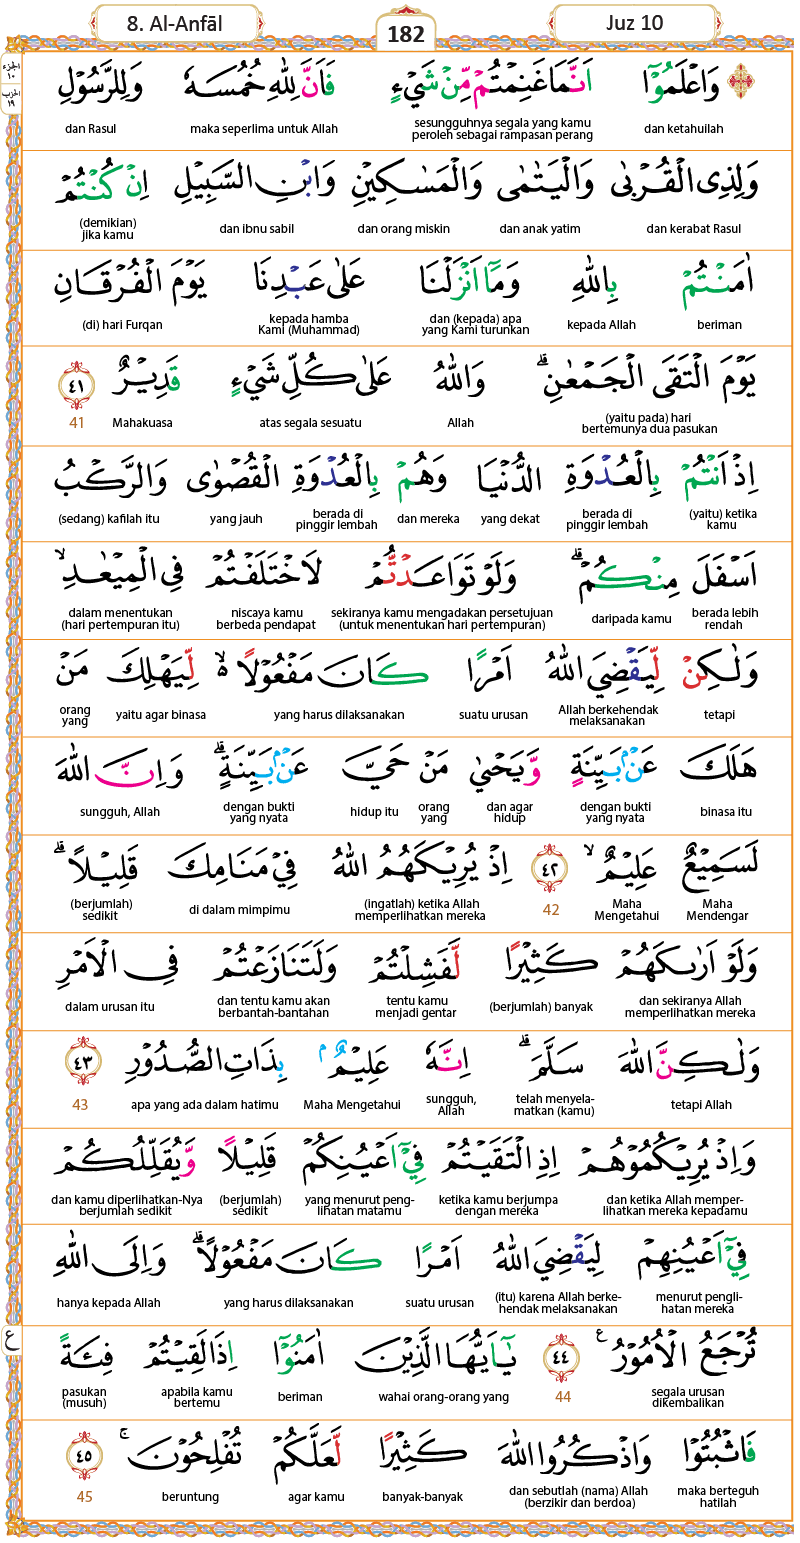 8. Al-Anfāl
182
Juz 10
الجزء
١٠
الحزب
١٩
وَاعْلَمُوْٓا اَنَّمَا غَنِمْتُمْ مِّنْ شَيْءٍ فَاَنَّ لِلّٰهِ خُمُسَهٗ وَلِلرَّسُوْلِ
dan ketahuilah
sesungguhnya segala yang kamu
peroleh sebagai rampasan perang
maka seperlima untuk Allah
dan Rasul
وَلِذِى الْقُرْبٰى وَالْيَتٰمٰى وَالْمَسٰكِيْنِ وَابْنِ السَّبِيْلِ اِنْ كُنْتُمْ
dan kerabat Rasul
dan anak yatim
dan orang miskin
dan ibnu sabil
(demikian)
jika kamu
اٰمَنْتُمْ بِاللّٰهِ وَمَآ اَنْزَلْنَا عَلٰى عَبْدِنَا يَوْمَ الْفُرْقَانِ
beriman
kepada Allah
dan (kepada) apa
yang Kami turunkan
kepada hamba
Kami (Muhammad)
(di) hari Furqan
يَوْمَ الْتَقَى الْجَمْعٰنِۗ وَاللّٰهُ عَلٰى كُلِّ شَيْءٍ قَدِيْرٌ ٤١
(yaitu pada) hari
bertemunya dua pasukan
Allah
atas segala sesuatu
Mahakuasa
41
اِذْ اَنْتُمْ بِالْعُدْوَةِ الدُّنْيَا وَهُمْ بِالْعُدْوَةِ الْقُصْوٰى وَالرَّكْبُ
(yaitu) ketika
kamu
berada di
pinggir lembah
yang dekat
dan mereka
berada di
pinggir lembah
yang jauh
(sedang) kafilah itu
اَسْفَلَ مِنْكُمْۗ وَلَوْ تَوَاعَدْتُّمْ لَاخْتَلَفْتُمْ فِى الْمِيْعٰدِۙ
berada lebih
rendah
daripada kamu
sekiranya kamu mengadakan persetujuan
(untuk menentukan hari pertempuran)
niscaya kamu
berbeda pendapat
dalam menentukan
(hari pertempuran itu)
وَلٰكِنْ لِّيَقْضِيَ اللّٰهُ اَمْرًا كَانَ مَفْعُوْلًا ەۙ لِّيَهْلِكَ مَنْ
tetapi
Allah berkehendak
melaksanakan
suatu urusan
yang harus dilaksanakan
yaitu agar binasa
orang
yang
هَلَكَ عَنْۢ بَيِّنَةٍ وَّيَحْيٰى مَنْ حَيَّ عَنْۢ بَيِّنَةٍۗ وَاِنَّ اللّٰهَ
binasa itu
dengan bukti
yang nyata
dan agar
hidup
orang
yang
hidup itu
dengan bukti
yang nyata
sungguh, Allah
لَسَمِيْعٌ عَلِيْمٌۙ ٤٢ اِذْ يُرِيْكَهُمُ اللّٰهُ فِيْ مَنَامِكَ قَلِيْلًاۗ
Maha
Mendengar
Maha
Mengetahui
42
(ingatlah) ketika Allah
memperlihatkan mereka
di dalam mimpimu
(berjumlah)
sedikit
وَلَوْ اَرٰىكَهُمْ كَثِيْرًا لَّفَشِلْتُمْ وَلَتَنَازَعْتُمْ فِى الْاَمْرِ
dan sekiranya Allah
memperlihatkan mereka
(berjumlah) banyak
tentu kamu
menjadi gentar
dan tentu kamu akan
berbantah-bantahan
dalam urusan itu
وَلٰكِنَّ اللّٰهَ سَلَّمَۗ اِنَّهٗ عَلِيْمٌۢ بِذَاتِ الصُّدُوْرِ ٤٣
tetapi Allah
telah menyela-
matkan (kamu)
sungguh,
Allah
Maha Mengetahui
apa yang ada dalam hatimu
43
وَاِذْ يُرِيْكُمُوْهُمْ اِذِ الْتَقَيْتُمْ فِيْٓ اَعْيُنِكُمْ قَلِيْلًا وَّيُقَلِّلُكُمْ
dan ketika Allah memper-
lihatkan mereka kepadamu
ketika kamu berjumpa
dengan mereka
yang menurut peng-
lihatan matamu
(berjumlah)
sedikit
dan kamu diperlihatkan-Nya
berjumlah sedikit
فِيْٓ اَعْيُنِهِمْ لِيَقْضِيَ اللّٰهُ اَمْرًا كَانَ مَفْعُوْلًاۗ وَاِلَى اللّٰهِ
menurut pengli-
hatan mereka
(itu) karena Allah berke-
hendak melaksanakan
suatu urusan
yang harus dilaksanakan
hanya kepada Allah
ع
تُرْجَعُ الْاُمُوْرُ ࣖ ٤٤ يٰٓاَيُّهَا الَّذِيْنَ اٰمَنُوْٓا اِذَا لَقِيْتُمْ فِئَةً
segala urusan
dikembalikan
44
wahai orang-orang yang
beriman
apabila kamu
bertemu
pasukan
(musuh)
فَاثْبُتُوْا وَاذْكُرُوا اللّٰهَ كَثِيْرًا لَّعَلَّكُمْ تُفْلِحُوْنَۚ ٤٥
maka berteguh
hatilah
dan sebutlah (nama) Allah
(berzikir dan berdoa)
banyak-banyak
agar kamu
beruntung
45